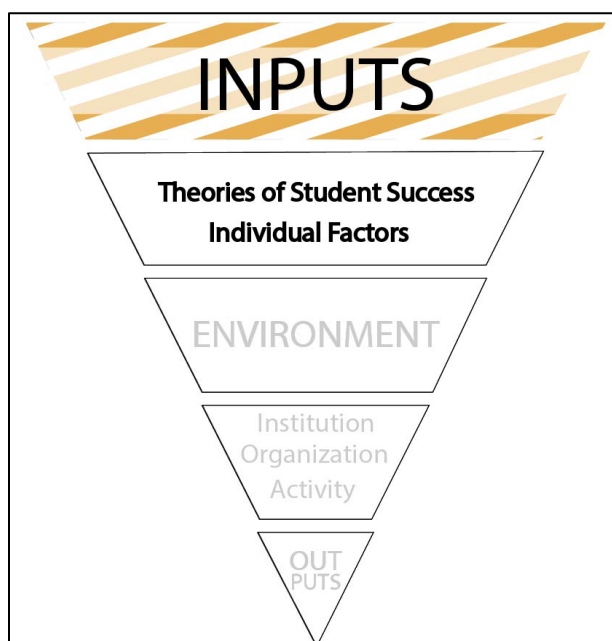 INPUTS
Theories of Student Success
Individual Factors
ENVIRONMENT
Institution
Organization
Activity
OUT
PUTS